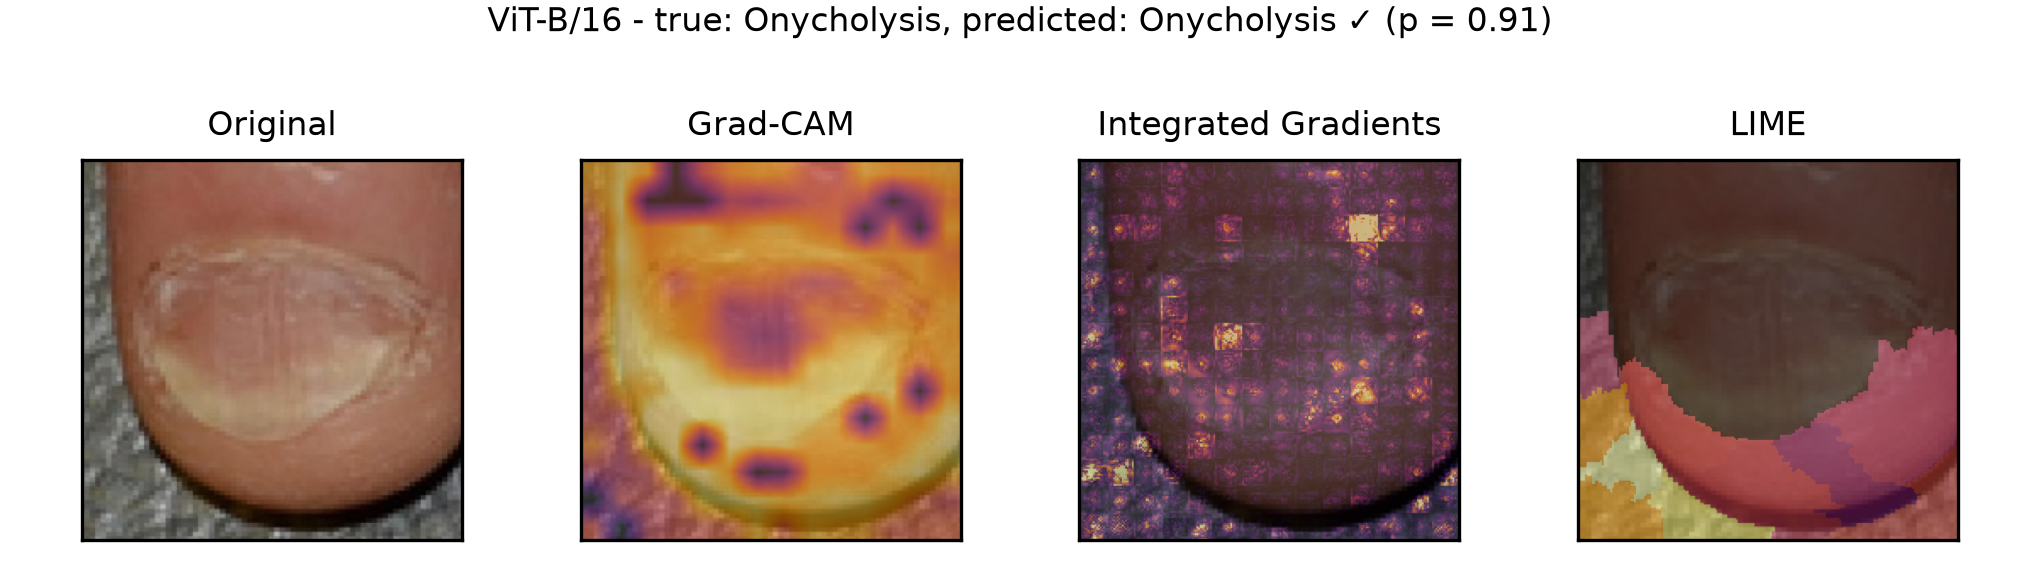 ViT-B/16 - true: Onycholysis, predicted: Onycholysis ✓ (p = 0.91)
Original
Grad-CAM
Integrated Gradients
LIME